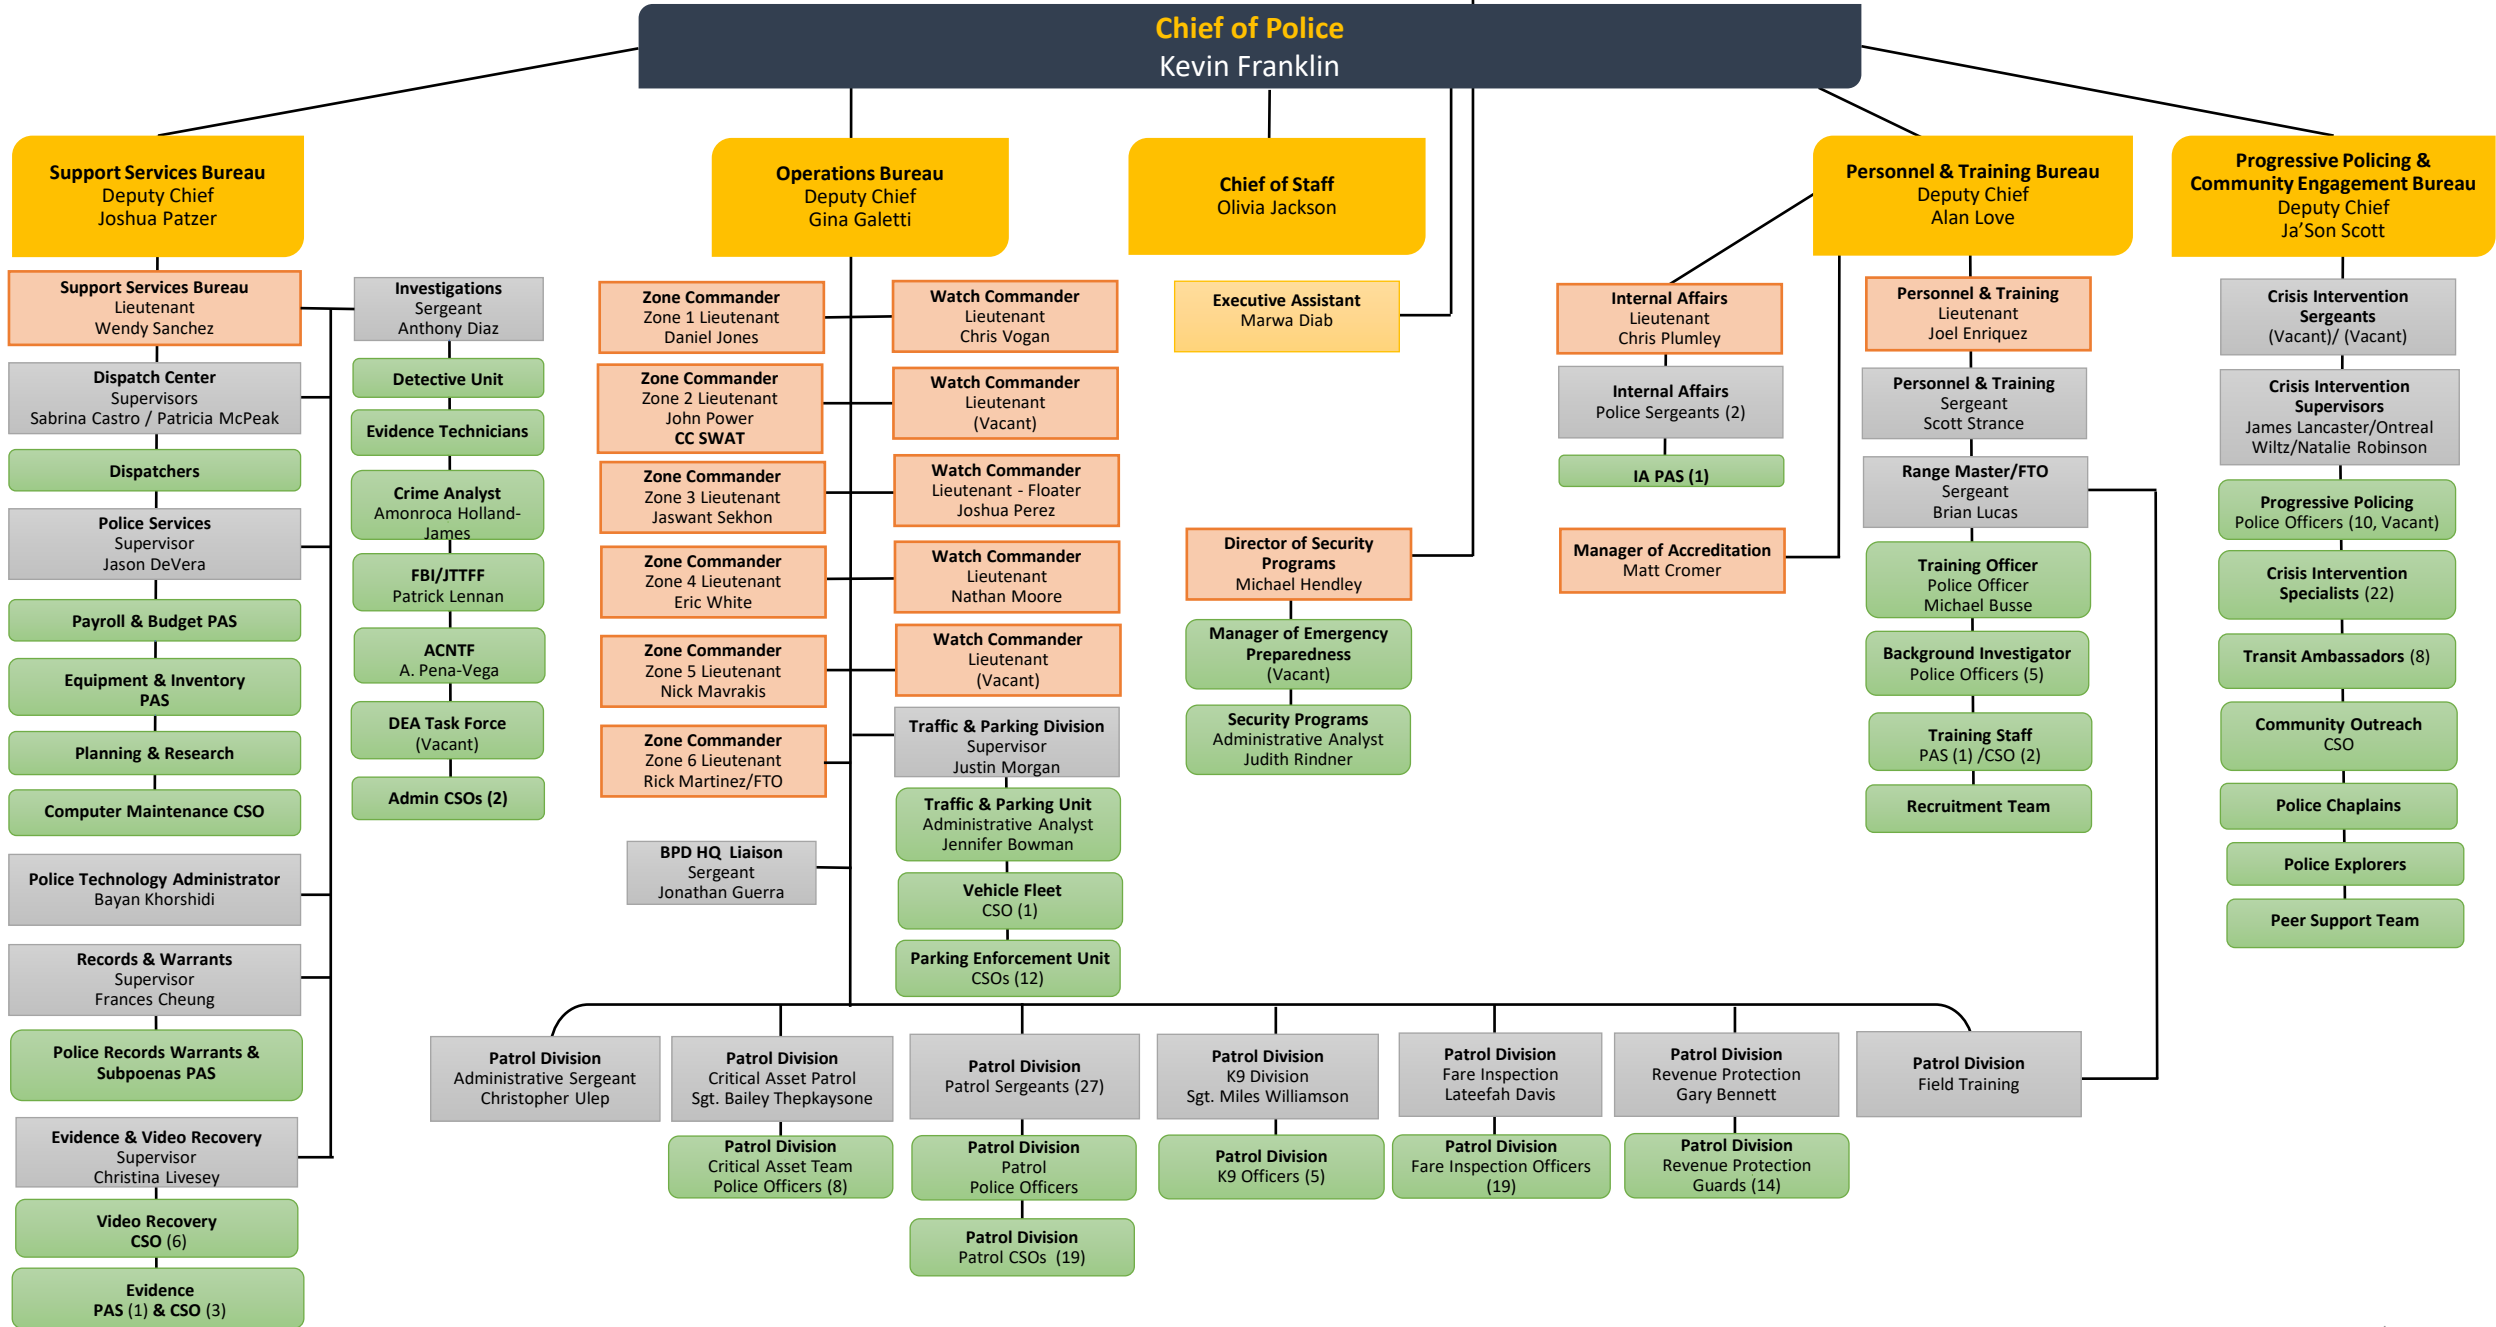 Chief of Police
Kevin Franklin
Support Services Bureau
Deputy Chief
Joshua Patzer
Operations Bureau
Deputy Chief
Gina Galetti
Chief of Staff
Olivia Jackson
Personnel & Training Bureau
Deputy Chief
Alan Love
Progressive Policing &
Community Engagement Bureau
Deputy Chief
Ja’Son Scott
Support Services Bureau
Lieutenant
Wendy Sanchez
Dispatch Center
Supervisors
Sabrina Castro / Patricia McPeak
Dispatchers
Police Services
Supervisor
Jason DeVera
Payroll & Budget PAS
Equipment & Inventory
PAS
Planning & Research
Computer Maintenance CSO
Police Technology Administrator
Bayan Khorshidi
Records & Warrants
Supervisor
Frances Cheung
Police Records Warrants &
Subpoenas PAS
Evidence & Video Recovery
Supervisor
Christina Livesey
Video Recovery
CSO (6)
Evidence
PAS (1) & CSO (3)
Investigations
Sergeant
Anthony Diaz
Detective Unit
Evidence Technicians
Crime Analyst
Amonroca Holland-
James
FBI/JTTFF
Patrick Lennan
ACNTF
A. Pena-Vega
DEA Task Force
(Vacant)
Admin CSOs (2)
Zone Commander
Zone 1 Lieutenant
Daniel Jones
Zone Commander
Zone 2 Lieutenant
John Power
CC SWAT
Zone Commander
Zone 3 Lieutenant
Jaswant Sekhon
Zone Commander
Zone 4 Lieutenant
Eric White
Zone Commander
Zone 5 Lieutenant
Nick Mavrakis
Zone Commander
Zone 6 Lieutenant
Rick Martinez/FTO
BPD HQ Liaison
Sergeant
Jonathan Guerra
Watch Commander
Lieutenant
Chris Vogan
Watch Commander
Lieutenant
(Vacant)
Watch Commander
Lieutenant - Floater
Joshua Perez
Watch Commander
Lieutenant
Nathan Moore
Watch Commander
Lieutenant
(Vacant)
Traffic & Parking Division
Supervisor
Justin Morgan
Traffic & Parking Unit
Administrative Analyst
Jennifer Bowman
Vehicle Fleet
CSO (1)
Parking Enforcement Unit
CSOs (12)
Executive Assistant
Marwa Diab
Director of Security
Programs
Michael Hendley
Manager of Emergency
Preparedness
(Vacant)
Security Programs
Administrative Analyst
Judith Rindner
Internal Affairs
Lieutenant
Chris Plumley
Internal Affairs
Police Sergeants (2)
IA PAS (1)
Manager of Accreditation
Matt Cromer
Personnel & Training
Lieutenant
Joel Enriquez
Personnel & Training
Sergeant
Scott Strance
Range Master/FTO
Sergeant
Brian Lucas
Training Officer
Police Officer
Michael Busse
Background Investigator
Police Officers (5)
Training Staff
PAS (1) /CSO (2)
Recruitment Team
Crisis Intervention
Sergeants
(Vacant)/ (Vacant)
Crisis Intervention
Supervisors
James Lancaster/Ontreal
Wiltz/Natalie Robinson
Progressive Policing
Police Officers (10, Vacant)
Crisis Intervention
Specialists (22)
Transit Ambassadors (8)
Community Outreach
CSO
Police Chaplains
Police Explorers
Peer Support Team
Patrol Division
Administrative Sergeant
Christopher Ulep
Patrol Division
Critical Asset Patrol
Sgt. Bailey Thepkaysone
Patrol Division
Critical Asset Team
Police Officers (8)
Patrol Division
Patrol Sergeants (27)
Patrol Division
Patrol
Police Officers
Patrol Division
Patrol CSOs (19)
Patrol Division
K9 Division
Sgt. Miles Williamson
Patrol Division
K9 Officers (5)
Patrol Division
Fare Inspection
Lateefah Davis
Patrol Division
Fare Inspection Officers
(19)
Patrol Division
Revenue Protection
Gary Bennett
Patrol Division
Revenue Protection
Guards (14)
Patrol Division
Field Training